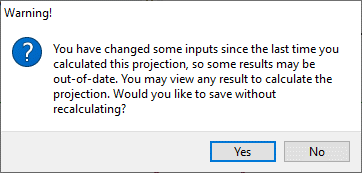 Warning!
You have changed some inputs since the last time you
calculated this projection, so some results may be
out-of-date. You may view any result to calculate the
projection. Would you like to save without
recalculating?
Yes No